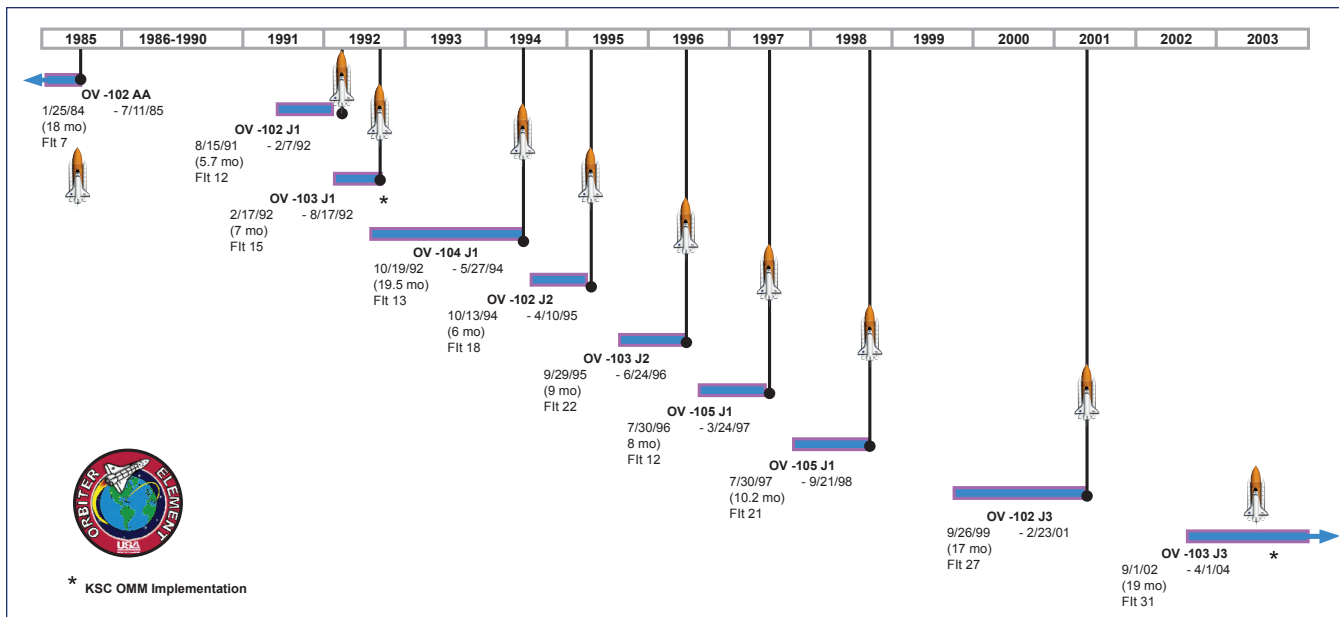 1985 1986-1990 1991 1992 1993 1994 1995 1996 1997 1998 1999 2000 2001 2002 2003
OV -102 AA
1/25/84 - 7/11/85
(18 mo)
Flt 7
OV -102 J1
8/15/91 - 2/7/92
(5.7 mo)
Flt 12
OV -103 J1
*
2/17/92 - 8/17/92
(7 mo)
Flt 15
OV -104 J1
10/19/92 - 5/27/94
(19.5 mo)
Flt 13
OV -102 J2
10/13/94 - 4/10/95
(6 mo)
Flt 18
OV -103 J2
9/29/95 - 6/24/96
(9 mo)
Flt 22
OV -105 J1
7/30/96 - 3/24/97
8 mo)
Flt 12
OV -105 J1
7/30/97 - 9/21/98
(10.2 mo)
Flt 21
OV -102 J3
9/26/99 - 2/23/01
(17 mo)
Flt 27
OV -103 J3
*
9/1/02 - 4/1/04
(19 mo)
Flt 31
ORBITER ELEMENT
USA
* KSC OMM Implementation